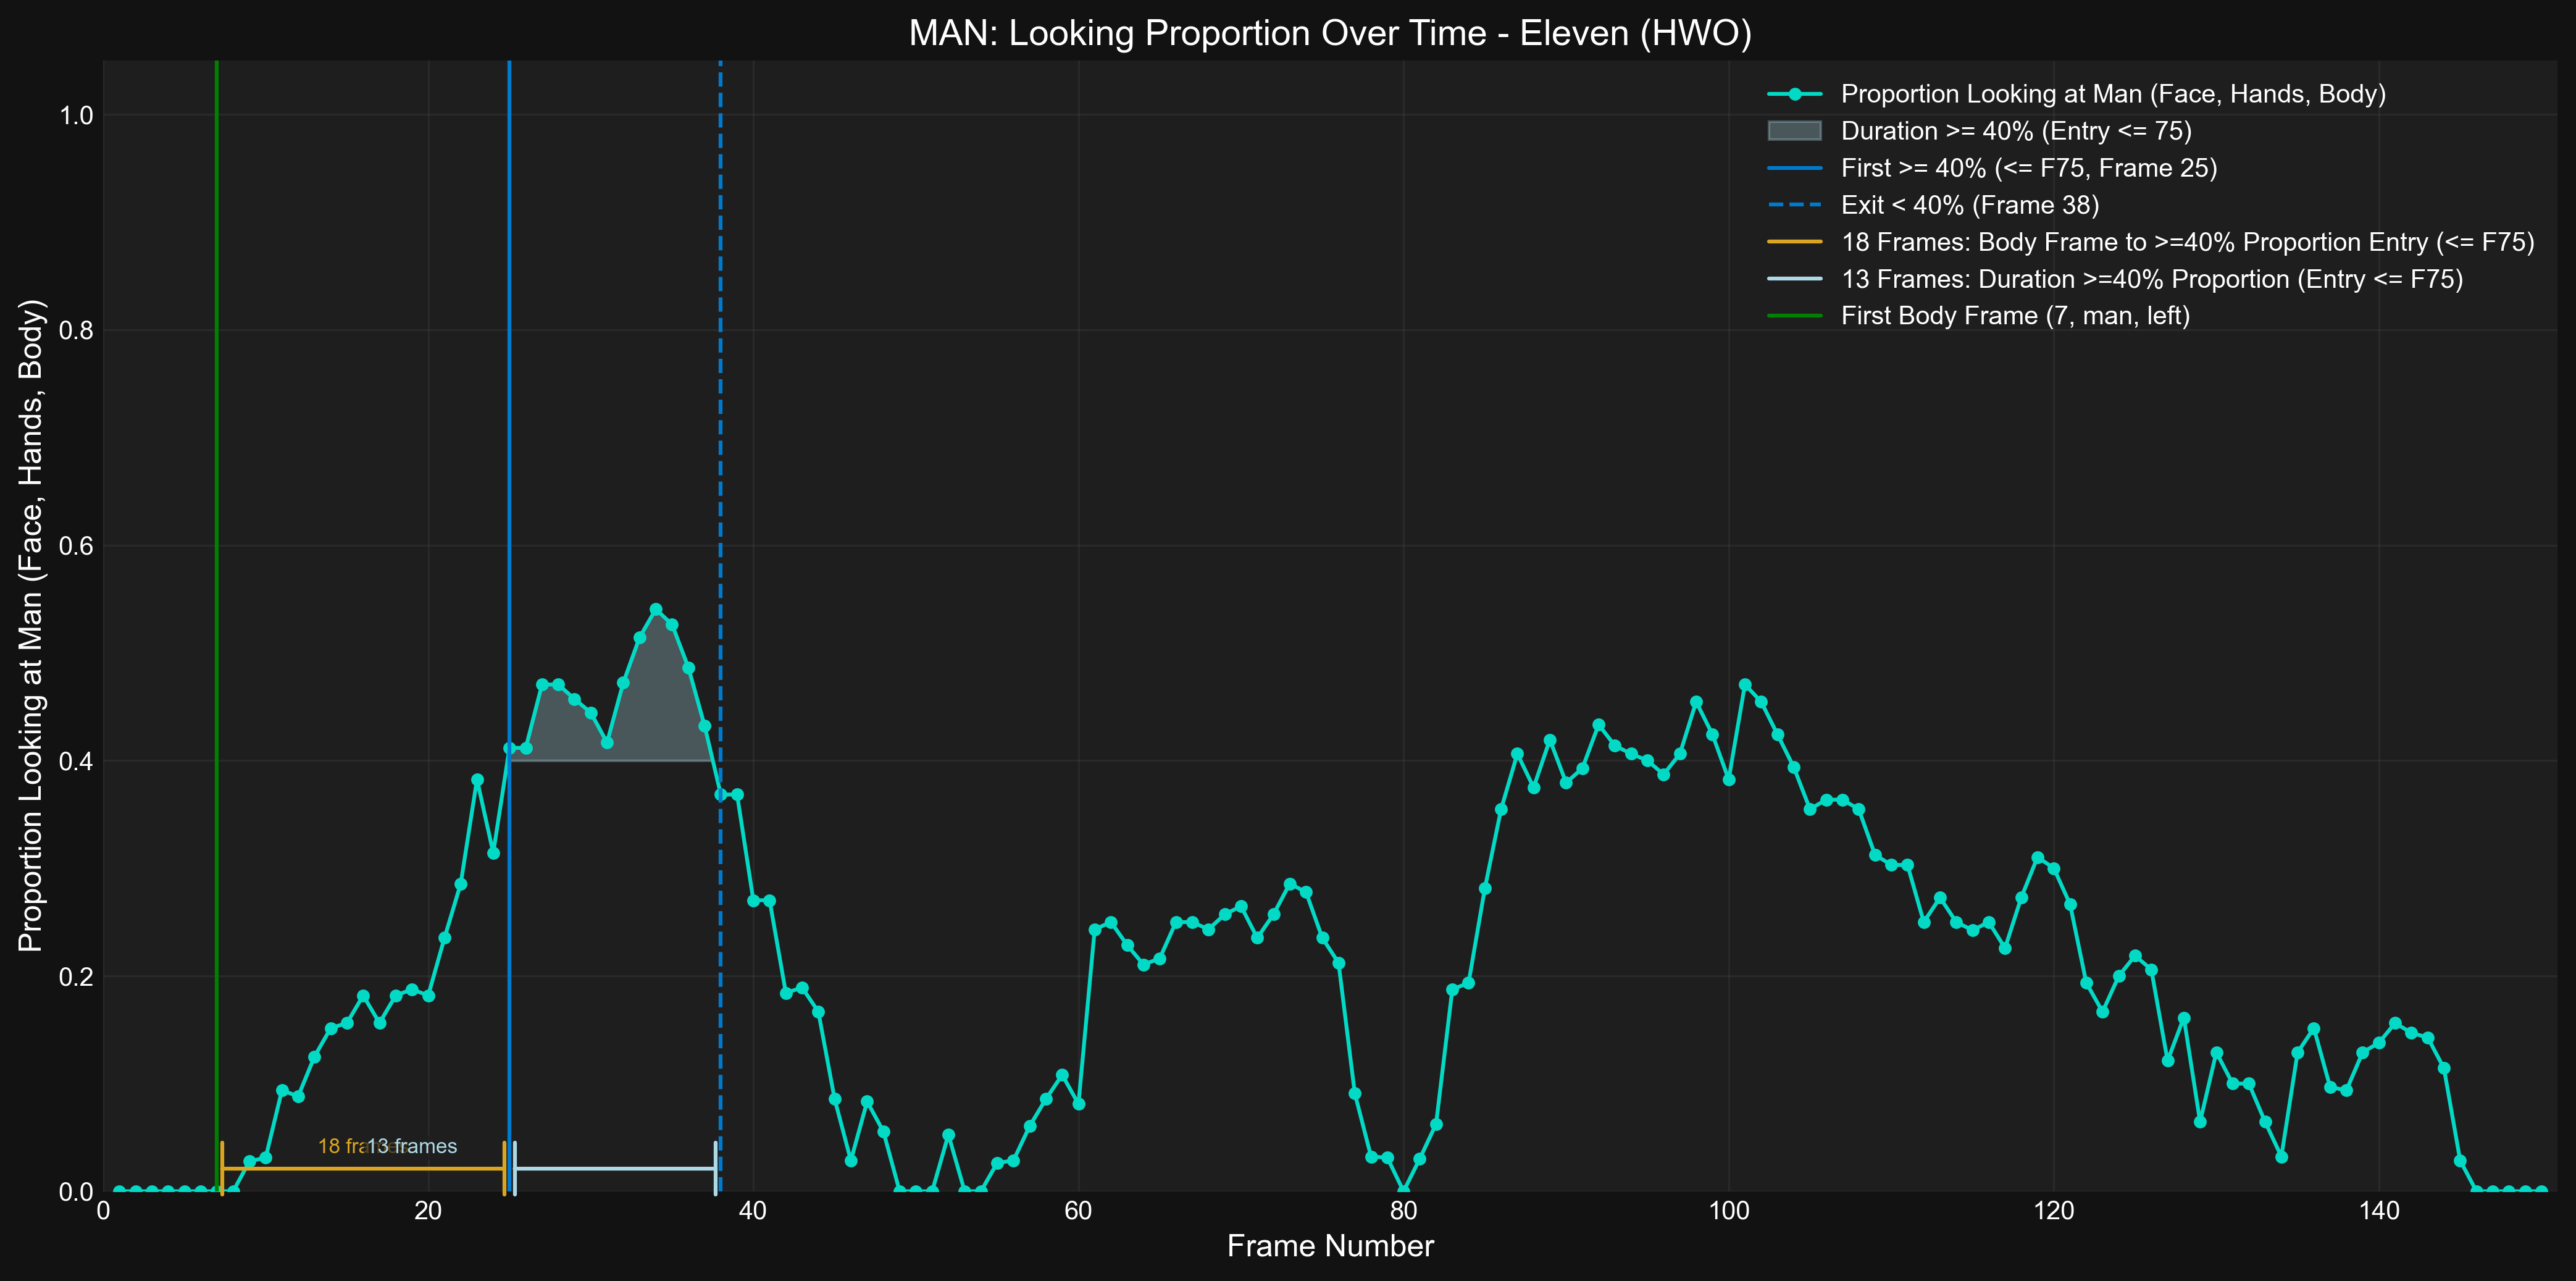 MAN: Looking Proportion Over Time - Eleven (HWO)
Proportion Looking at Man (Face, Hands, Body)
Duration >= 40% (Entry <= 75)
First >= 40% (<= F75, Frame 25)
Exit < 40% (Frame 38)
18 Frames: Body Frame to >=40% Proportion Entry (<= F75)
13 Frames: Duration >=40% Proportion (Entry <= F75)
First Body Frame (7, man, left)
Proportion Looking at Man (Face, Hands, Body)
1.0
0.8
0.6
0.4
0.2
0.0
18 
13 frames
0 20 40 60 80 100 120 140
Frame Number